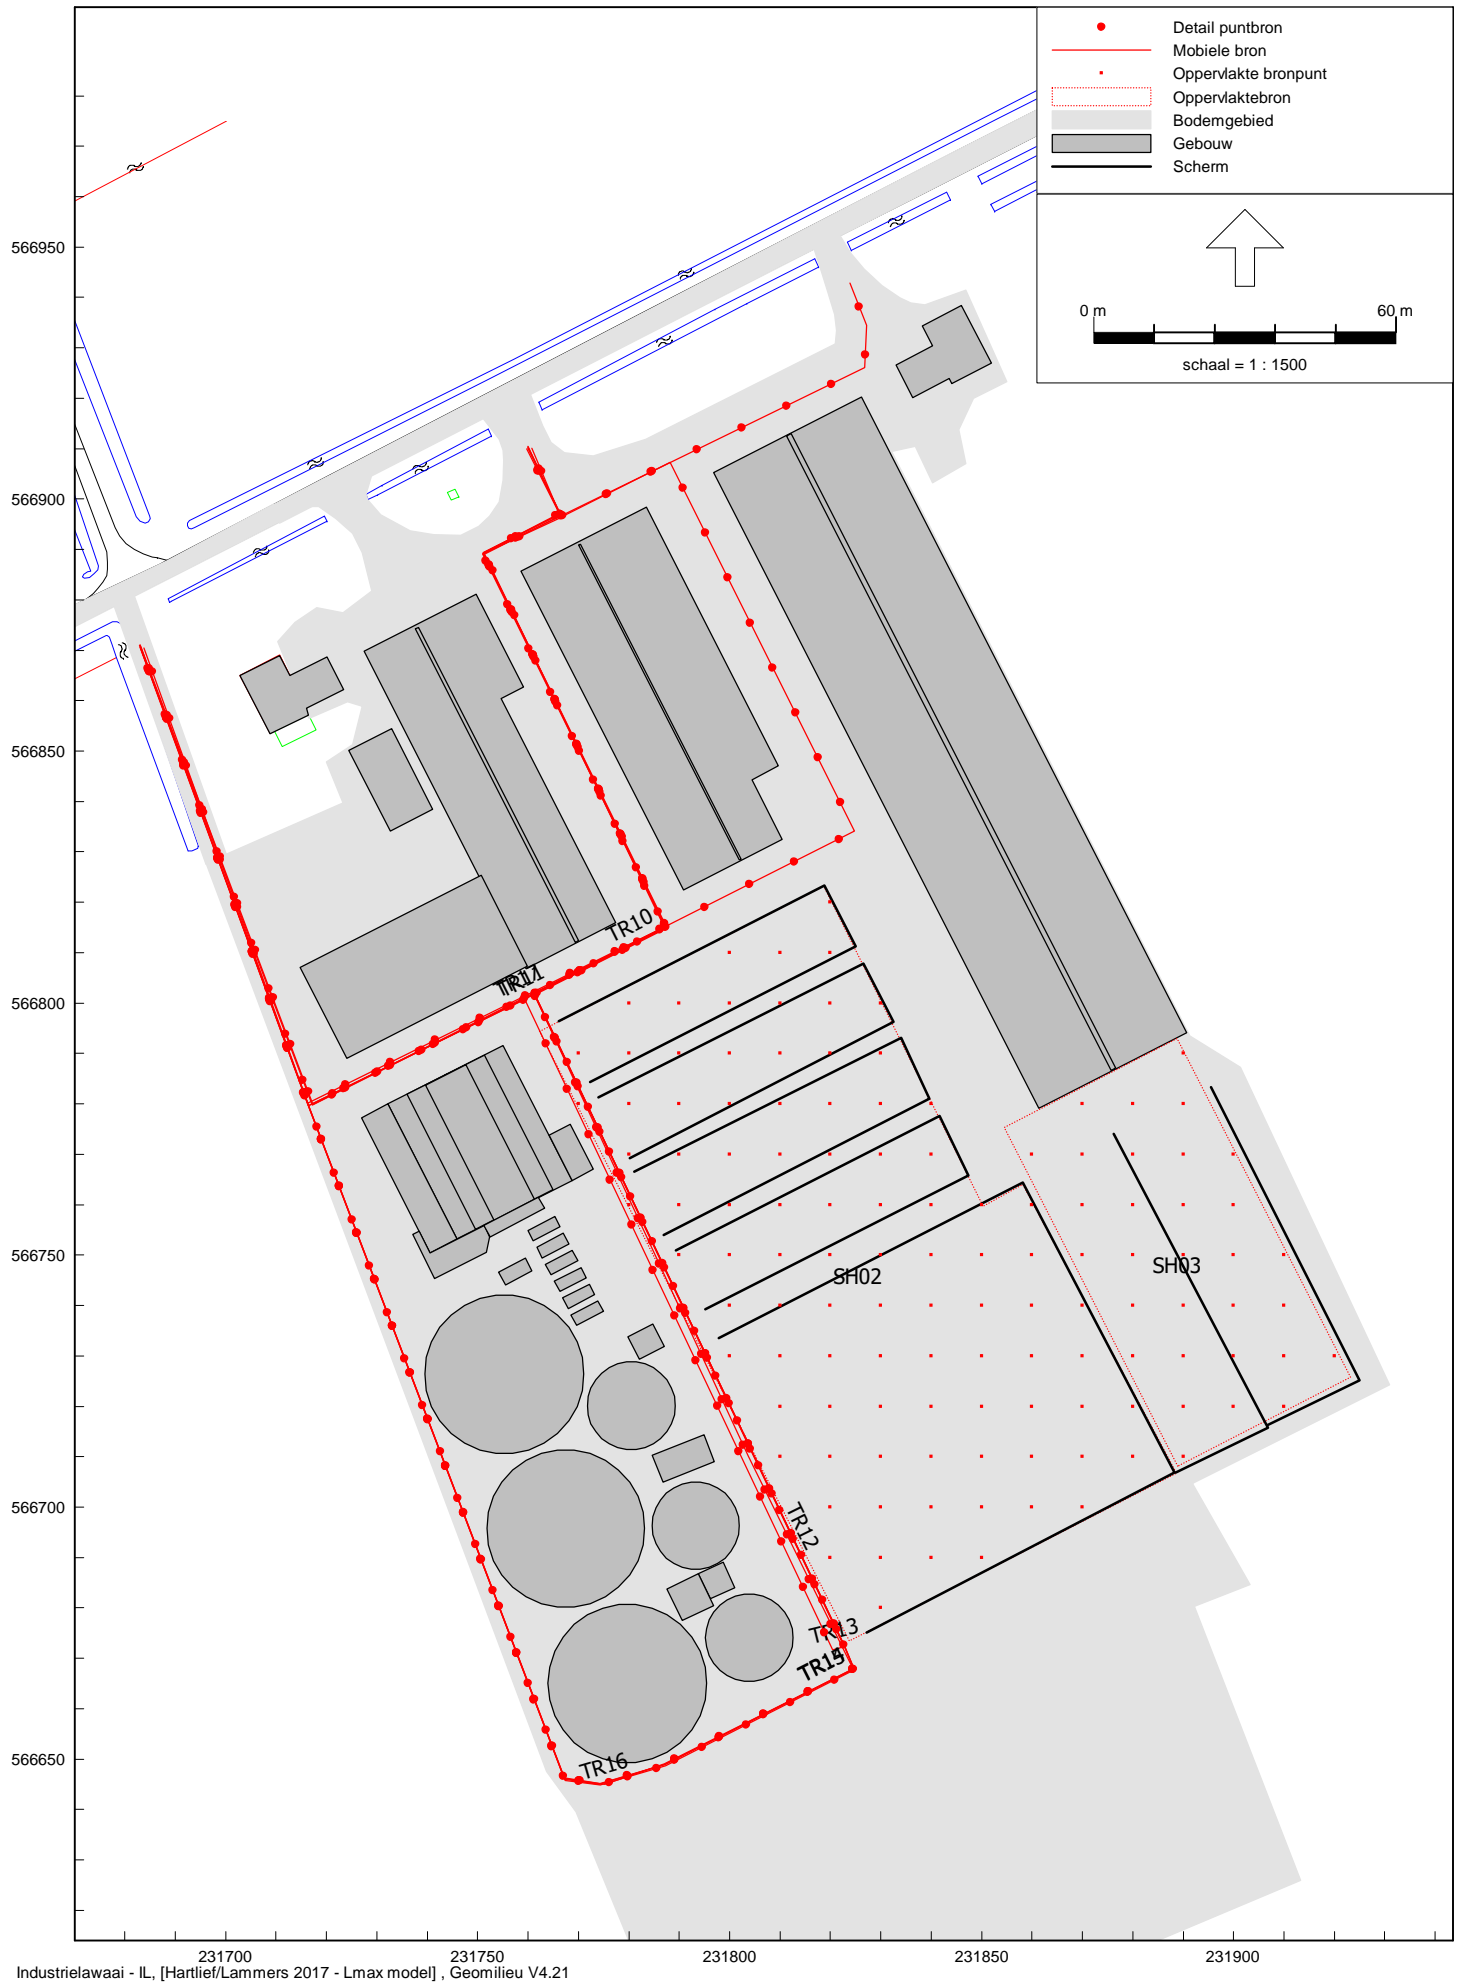 Detail puntbron
Mobiele bron
Oppervlakte bronpunt
Oppervlaktebron
Bodemgebied
Gebouw
Scherm
0 m
60 m
schaal = 1 : 1500
566950
566900
566850
566800
566750
566700
566650
TR10
TR11
SH02
SH03
TR12
TR13
TR15
TR16
231700
231750
231800
231850
231900
Industrielawaai - IL, [Hartlief/Lammers 2017 - Lmax model] , Geomilieu V4.21